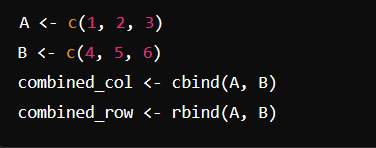 A <- c(1, 2, 3)
B <- c(4, 5, 6)
combined_col <- cbind(A, B)
combined_row <- rbind(A, B)